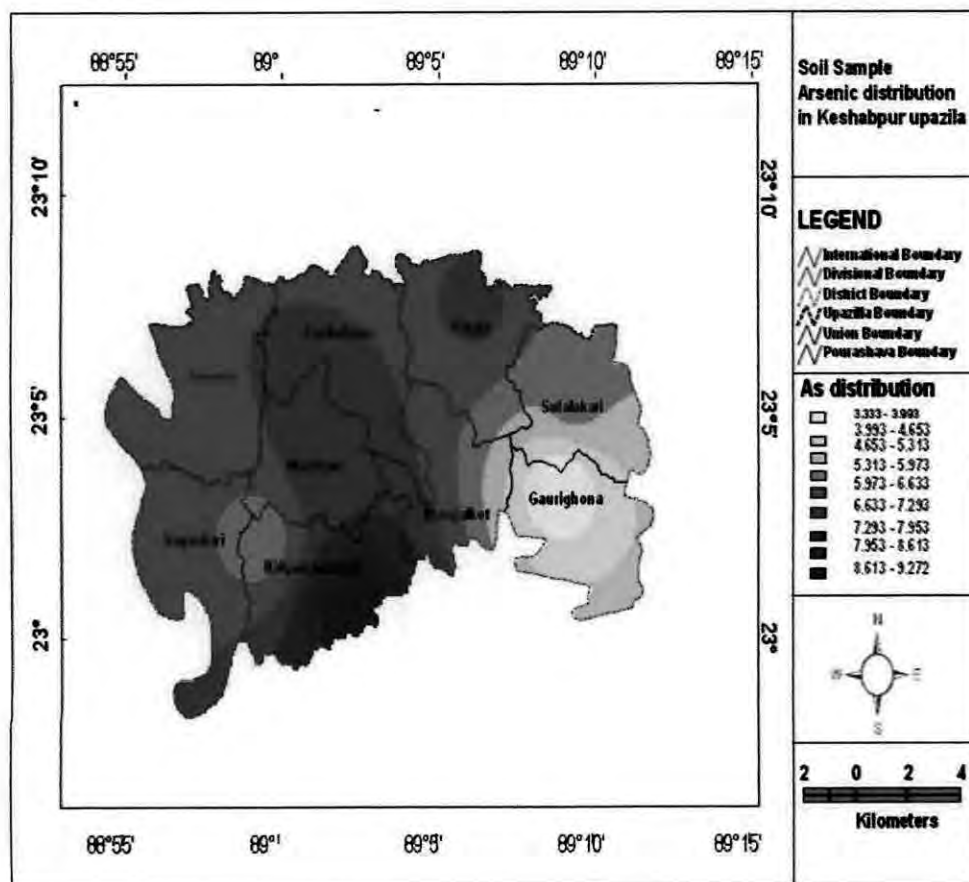 88°55'
89°
89°5'
89°10'
89°15'
Soil Sample
Arsenic distribution
in Keshabpur upazila
23°10'
23°10'
LEGEND
International Boundary
Divisional Boundary
District Boundary
Upazilla Boundary
Union Boundary
Pourashava Boundary
As distribution
3.333 - 3.993
3.993 - 4.653
4.653 - 5.313
5.313 - 5.973
5.973 - 6.633
6.633 - 7.293
7.293 - 7.953
7.953 - 8.613
8.613 - 9.272
23°5'
23°5'
Gaurighona
23°
23°
N
W
E
S
2 0 2 4
Kilometers
88°55'
89°5'
89°10'
89°15'